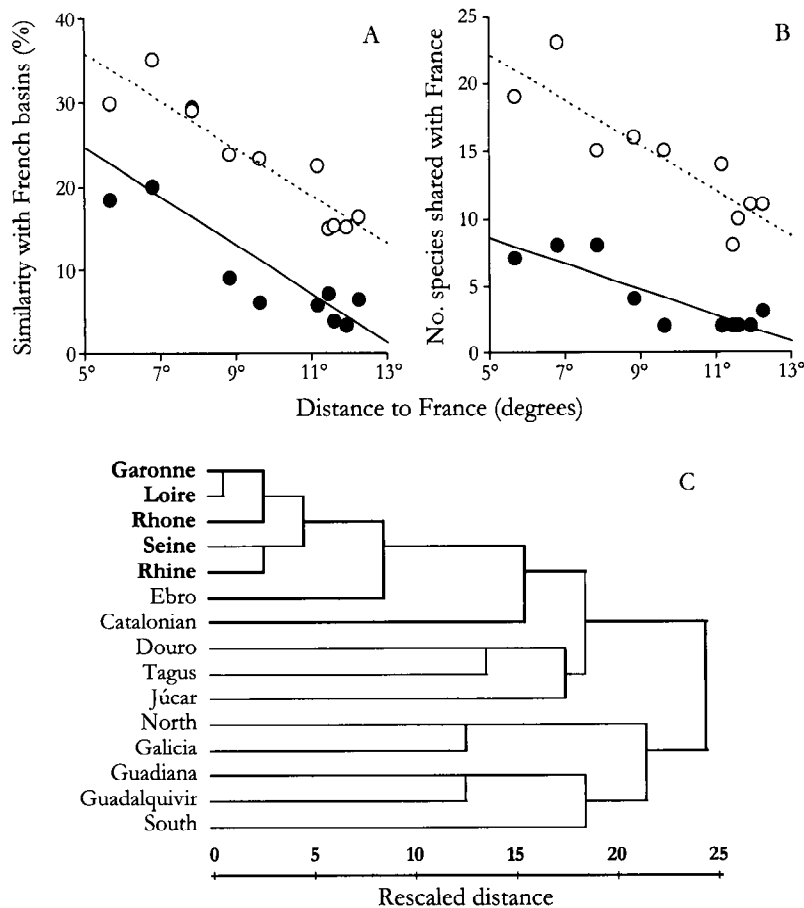 40
30
20
10
0
5°
7°
9°
11°
13°
A
Similarity with French basins (%)
25
20
15
10
5
0
5°
7°
9°
11°
13°
B
No. species shared with France
Distance to France (degrees)
C
Garonne
Loire
Rhone
Seine
Rhine
Ebro
Catalonian
Douro
Tagus
Júcar
North
Galicia
Guadiana
Guadalquivir
South
0 5 10 15 20 25
Rescaled distance